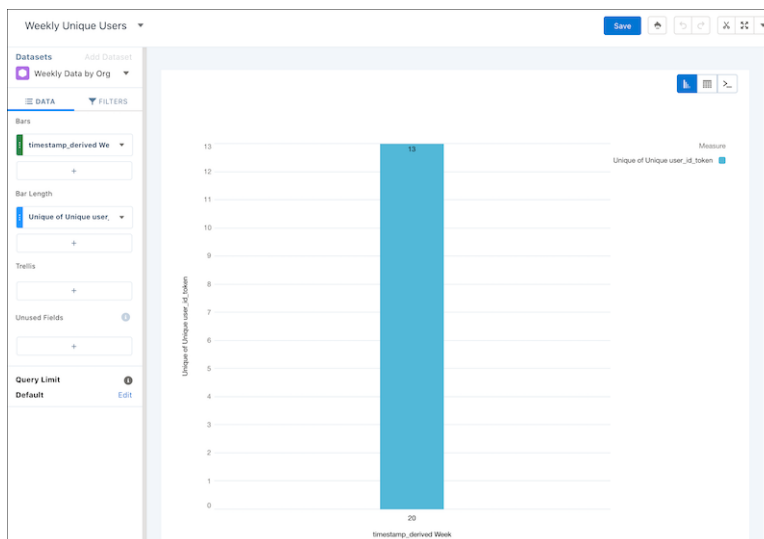 Weekly Unique Users
Save
Datasets
Add Dataset
Weekly Data by Org
DATA
FILTERS
Bars
timestamp_derived We
+
Bar Length
Unique of Unique user_
+
Trellis
+
Unused Fields
+
Query Limit
Default
Edit
Measure
Unique of Unique user_id_token
Unique of Unique user_id_token
13
12
11
10
9
8
7
6
5
4
3
2
1
0
13
20
timestamp_derived Week